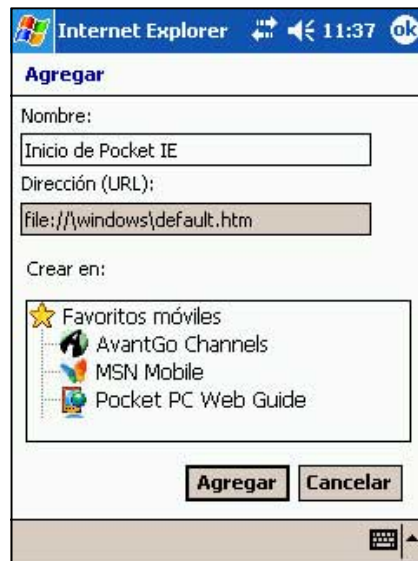 Internet Explorer 11:37 ok
Agregar
Nombre:
Inicio de Pocket IE
Dirección (URL):
file://\windows\default.htm
Crear en:
Favoritos móviles
AvantGo Channels
MSN Mobile
Pocket PC Web Guide
Agregar Cancelar